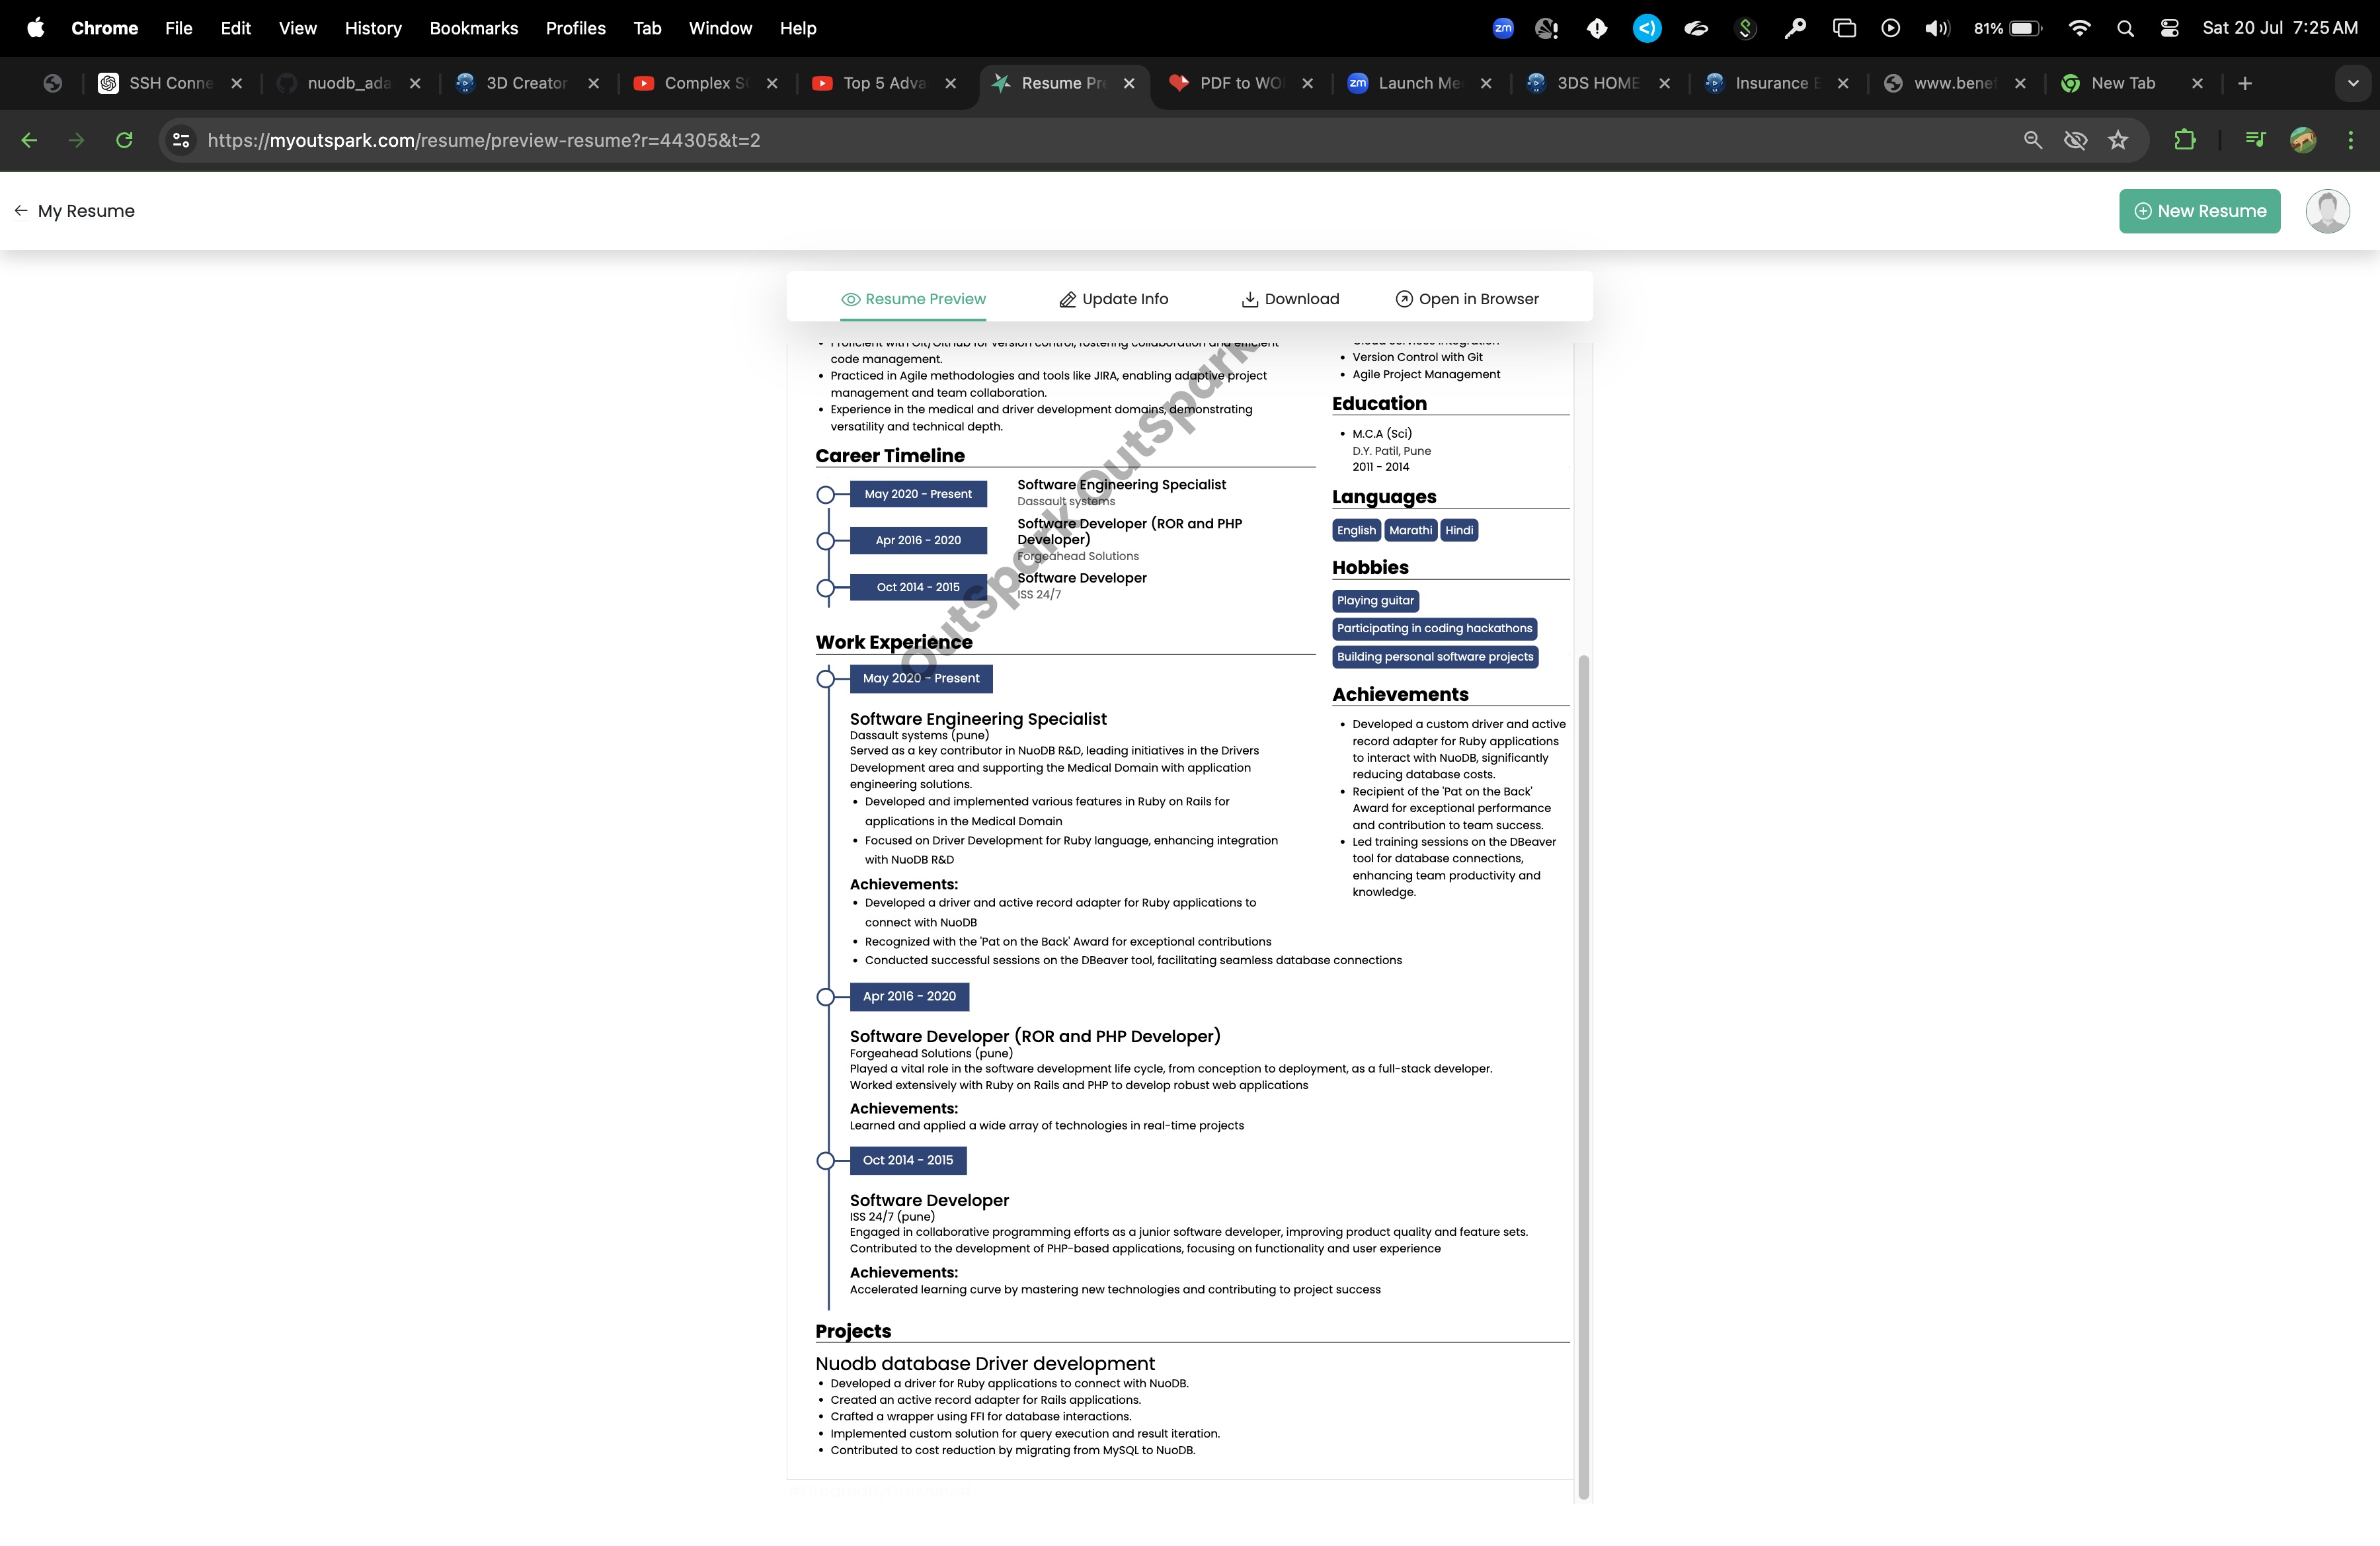 Chrome File Edit View History Bookmarks Profiles Tab Window Help
zm 81% Sat 20 Jul 7:25 AM
SSH Conne nuodb_ada 3D Creator Complex S Top 5 Adva Resume Pre PDF to WO zm Launch Me 3DS HOME Insurance E www.benef New Tab
https://myoutspark.com/resume/preview-resume?r=44305&t=2
My Resume
New Resume
Resume Preview Update Info Download Open in Browser
Proficient with Git/GitHub for version control, fostering collaboration and efficient
code management.
Practiced in Agile methodologies and tools like JIRA, enabling adaptive project
management and team collaboration.
Experience in the medical and driver development domains, demonstrating
versatility and technical depth.
Career Timeline
May 2020 - Present
Software Engineering Specialist
Dassault systems
Apr 2016 - 2020
Software Developer (ROR and PHP
Developer)
Forgeahead Solutions
Oct 2014 - 2015
Software Developer
ISS 24/7
Work Experience
May 2020 - Present
Software Engineering Specialist
Dassault systems (pune)
Served as a key contributor in NuoDB R&D, leading initiatives in the Drivers
Development area and supporting the Medical Domain with application
engineering solutions.
Developed and implemented various features in Ruby on Rails for
applications in the Medical Domain
Focused on Driver Development for Ruby language, enhancing integration
with NuoDB R&D
Achievements:
Developed a driver and active record adapter for Ruby applications to
connect with NuoDB
Recognized with the 'Pat on the Back' Award for exceptional contributions
Conducted successful sessions on the DBeaver tool, facilitating seamless database connections
Apr 2016 - 2020
Software Developer (ROR and PHP Developer)
Forgeahead Solutions (pune)
Played a vital role in the software development life cycle, from conception to deployment, as a full-stack developer.
Worked extensively with Ruby on Rails and PHP to develop robust web applications
Achievements:
Learned and applied a wide array of technologies in real-time projects
Oct 2014 - 2015
Software Developer
ISS 24/7 (pune)
Engaged in collaborative programming efforts as a junior software developer, improving product quality and feature sets.
Contributed to the development of PHP-based applications, focusing on functionality and user experience
Achievements:
Accelerated learning curve by mastering new technologies and contributing to project success
Projects
Nuodb database Driver development
Developed a driver for Ruby applications to connect with NuoDB.
Created an active record adapter for Rails applications.
Crafted a wrapper using FFI for database interactions.
Implemented custom solution for query execution and result iteration.
Contributed to cost reduction by migrating from MySQL to NuoDB.
Cloud Services Integration
Version Control with Git
Agile Project Management
Education
M.C.A (Sci)
D.Y. Patil, Pune
2011 - 2014
Languages
English Marathi Hindi
Hobbies
Playing guitar
Participating in coding hackathons
Building personal software projects
Achievements
Developed a custom driver and active
record adapter for Ruby applications
to interact with NuoDB, significantly
reducing database costs.
Recipient of the 'Pat on the Back'
Award for exceptional performance
and contribution to team success.
Led training sessions on the DBeaver
tool for database connections,
enhancing team productivity and
knowledge.
OutSpark OutSpark